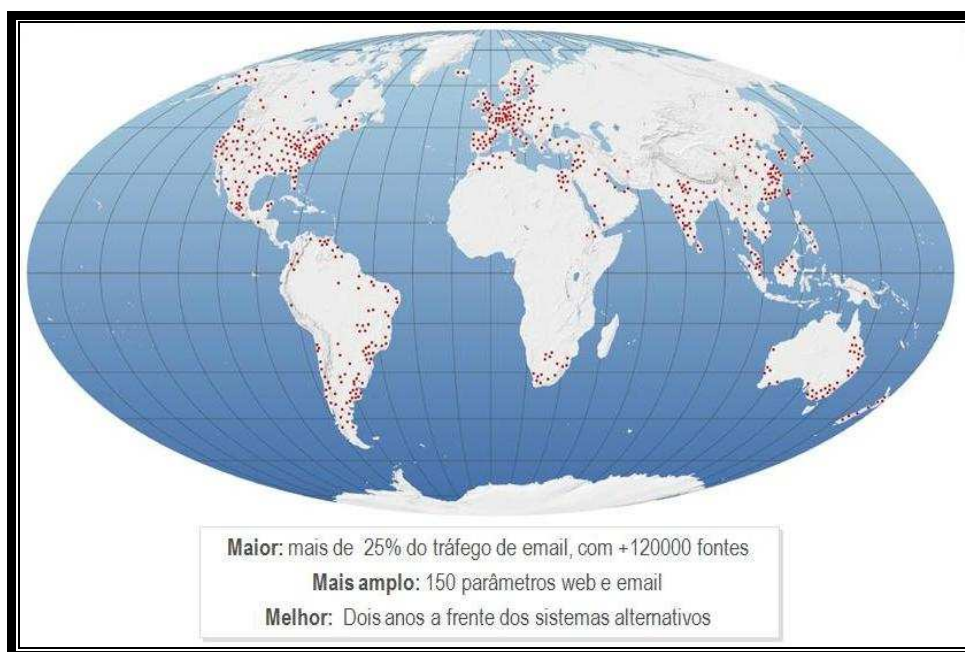 Maior: mais de 25% do tráfego de email, com +120000 fontes
Mais amplo: 150 parâmetros web e email
Melhor: Dois anos a frente dos sistemas alternativos